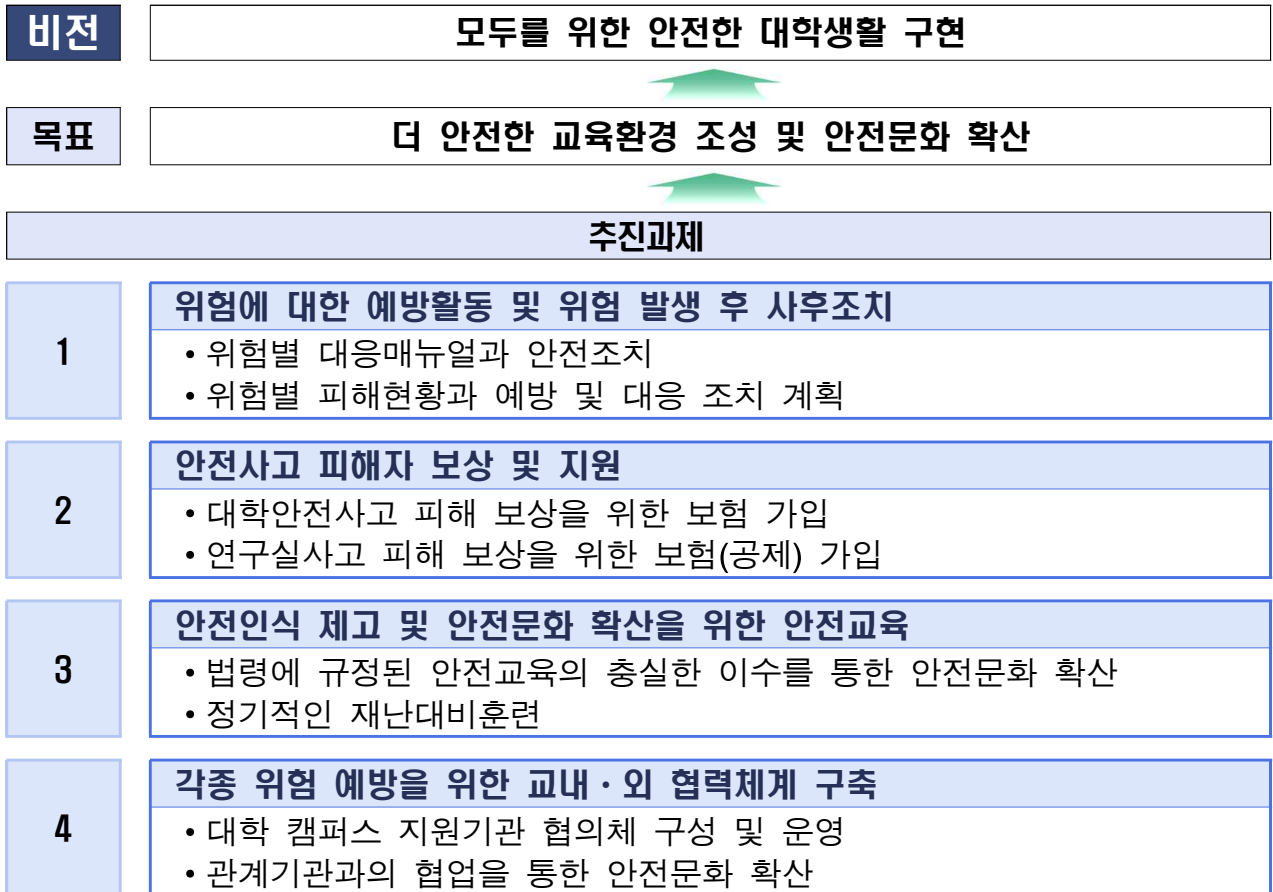 비전
모두를 위한 안전한 대학생활 구현
목표
더 안전한 교육환경 조성 및 안전문화 확산
추진과제
1
위험에 대한 예방활동 및 위험 발생 후 사후조치
• 위험별 대응매뉴얼과 안전조치
• 위험별 피해현황과 예방 및 대응 조치 계획
2
안전사고 피해자 보상 및 지원
• 대학안전사고 피해 보상을 위한 보험 가입
• 연구실사고 피해 보상을 위한 보험(공제) 가입
3
안전인식 제고 및 안전문화 확산을 위한 안전교육
• 법령에 규정된 안전교육의 충실한 이수를 통한 안전문화 확산
• 정기적인 재난대비훈련
4
각종 위험 예방을 위한 교내·외 협력체계 구축
• 대학 캠퍼스 지원기관 협의체 구성 및 운영
• 관계기관과의 협업을 통한 안전문화 확산